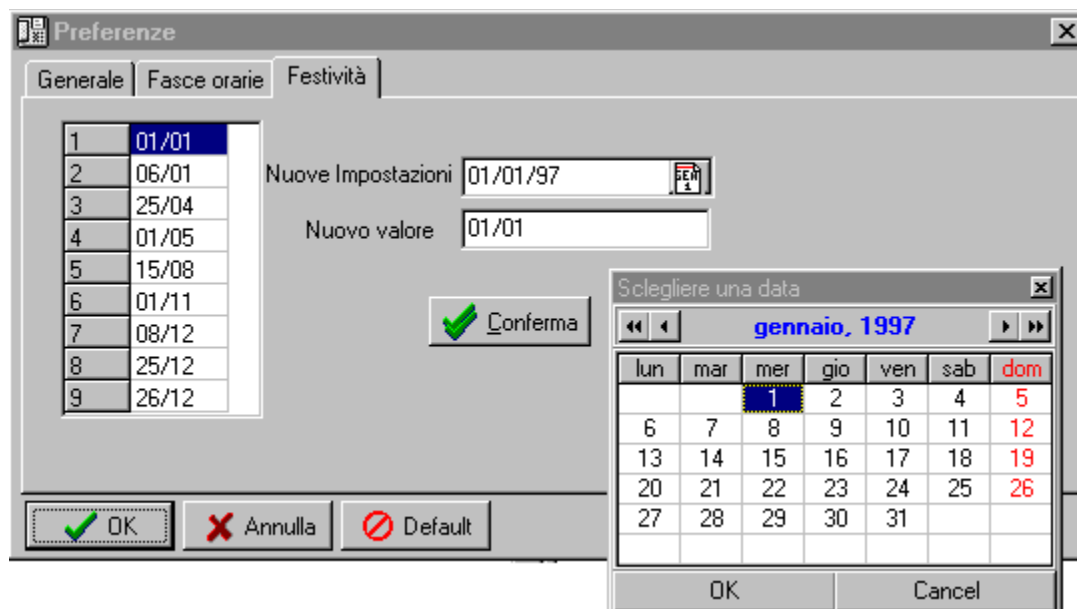 Preferenze
Generale Fasce orarie Festività
1 01/01
2 06/01
3 25/04
4 01/05
5 15/08
6 01/11
7 08/12
8 25/12
9 26/12
Nuove Impostazioni 01/01/97
GEN
1
Nuovo valore 01/01
Conferma
OK Annulla Default
Sclegliere una data
gennaio, 1997
lun mar mer gio ven sab dom
1 2 3 4 5
6 7 8 9 10 11 12
13 14 15 16 17 18 19
20 21 22 23 24 25 26
27 28 29 30 31
OK Cancel